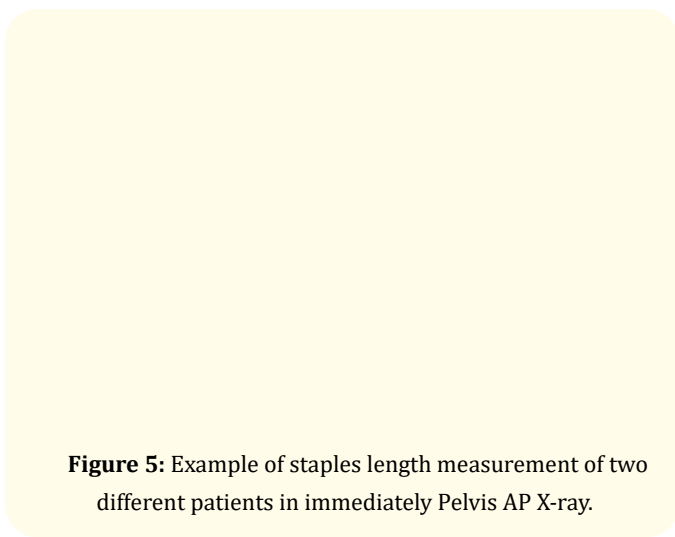 Figure 5: Example of staples length measurement of two
different patients in immediately Pelvis AP X-ray.